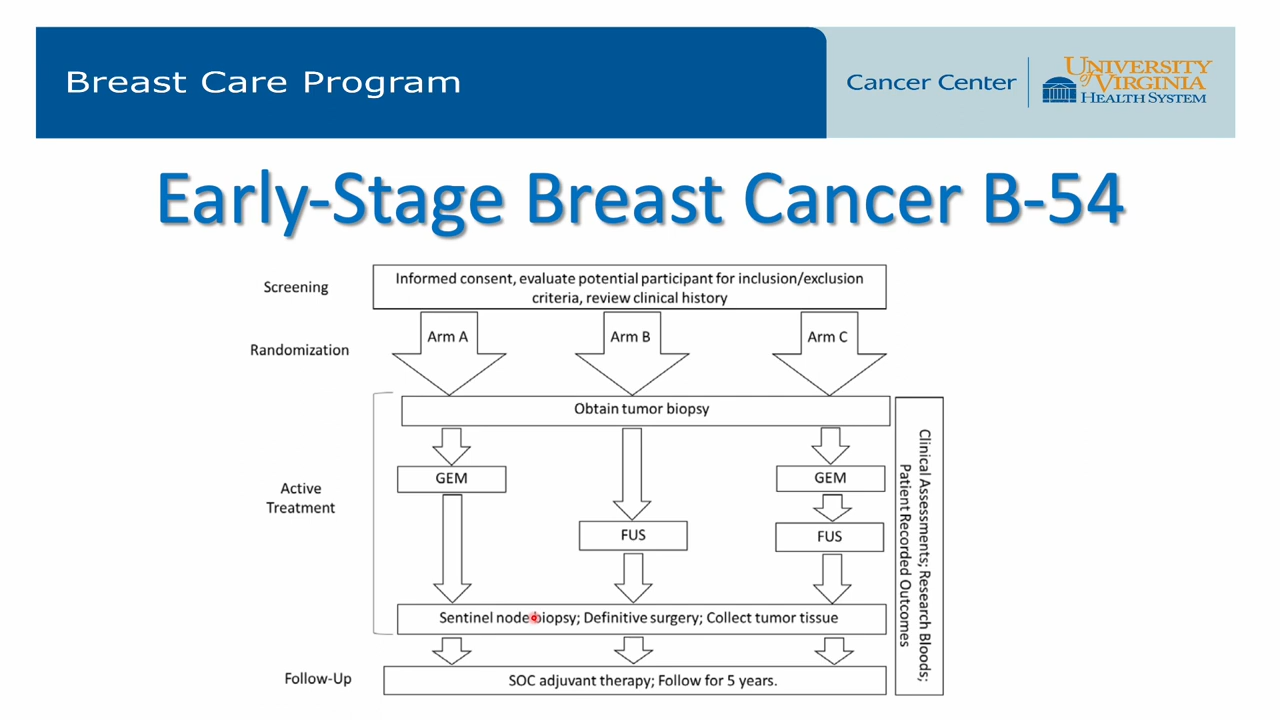 Breast Care Program
Cancer Center
UNIVERSITY
of VIRGINIA
HEALTH SYSTEM
Early-Stage Breast Cancer B-54
Screening
Informed consent, evaluate potential participant for inclusion/exclusion
criteria, review clinical history
Randomization
Arm A
Arm B
Arm C
Obtain tumor biopsy
Active
Treatment
GEM
GEM
FUS
FUS
Sentinel node biopsy; Definitive surgery; Collect tumor tissue
Clinical Assessments; Research Bloods;
Patient Recorded Outcomes
Follow-Up
SOC adjuvant therapy; Follow for 5 years.